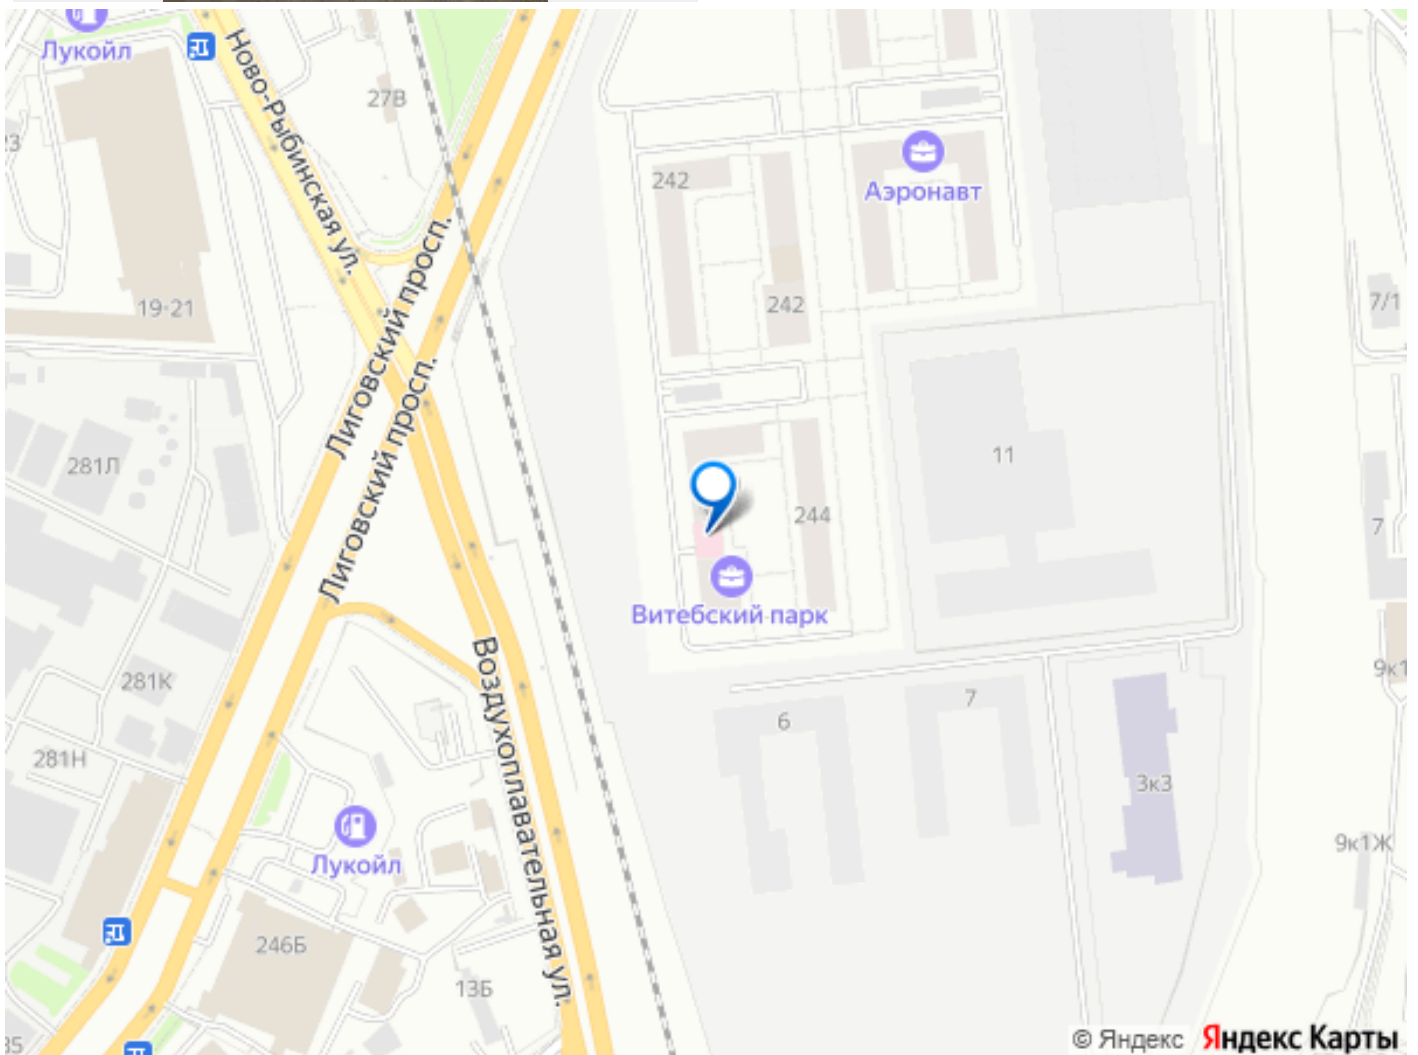 Лукойл
Ново-Рыбинская ул.
27В
Аэронавт
242
Лиговский просп.
242
19-21
7/1
Лиговский просп.
281Л
11
244
7
Витебский парк
Воздухоплавательная ул.
281К
9к1
6
7
281Н
3к3
Лукойл
9к1Ж
246Б
13Б
© Яндекс Яндекс Карты